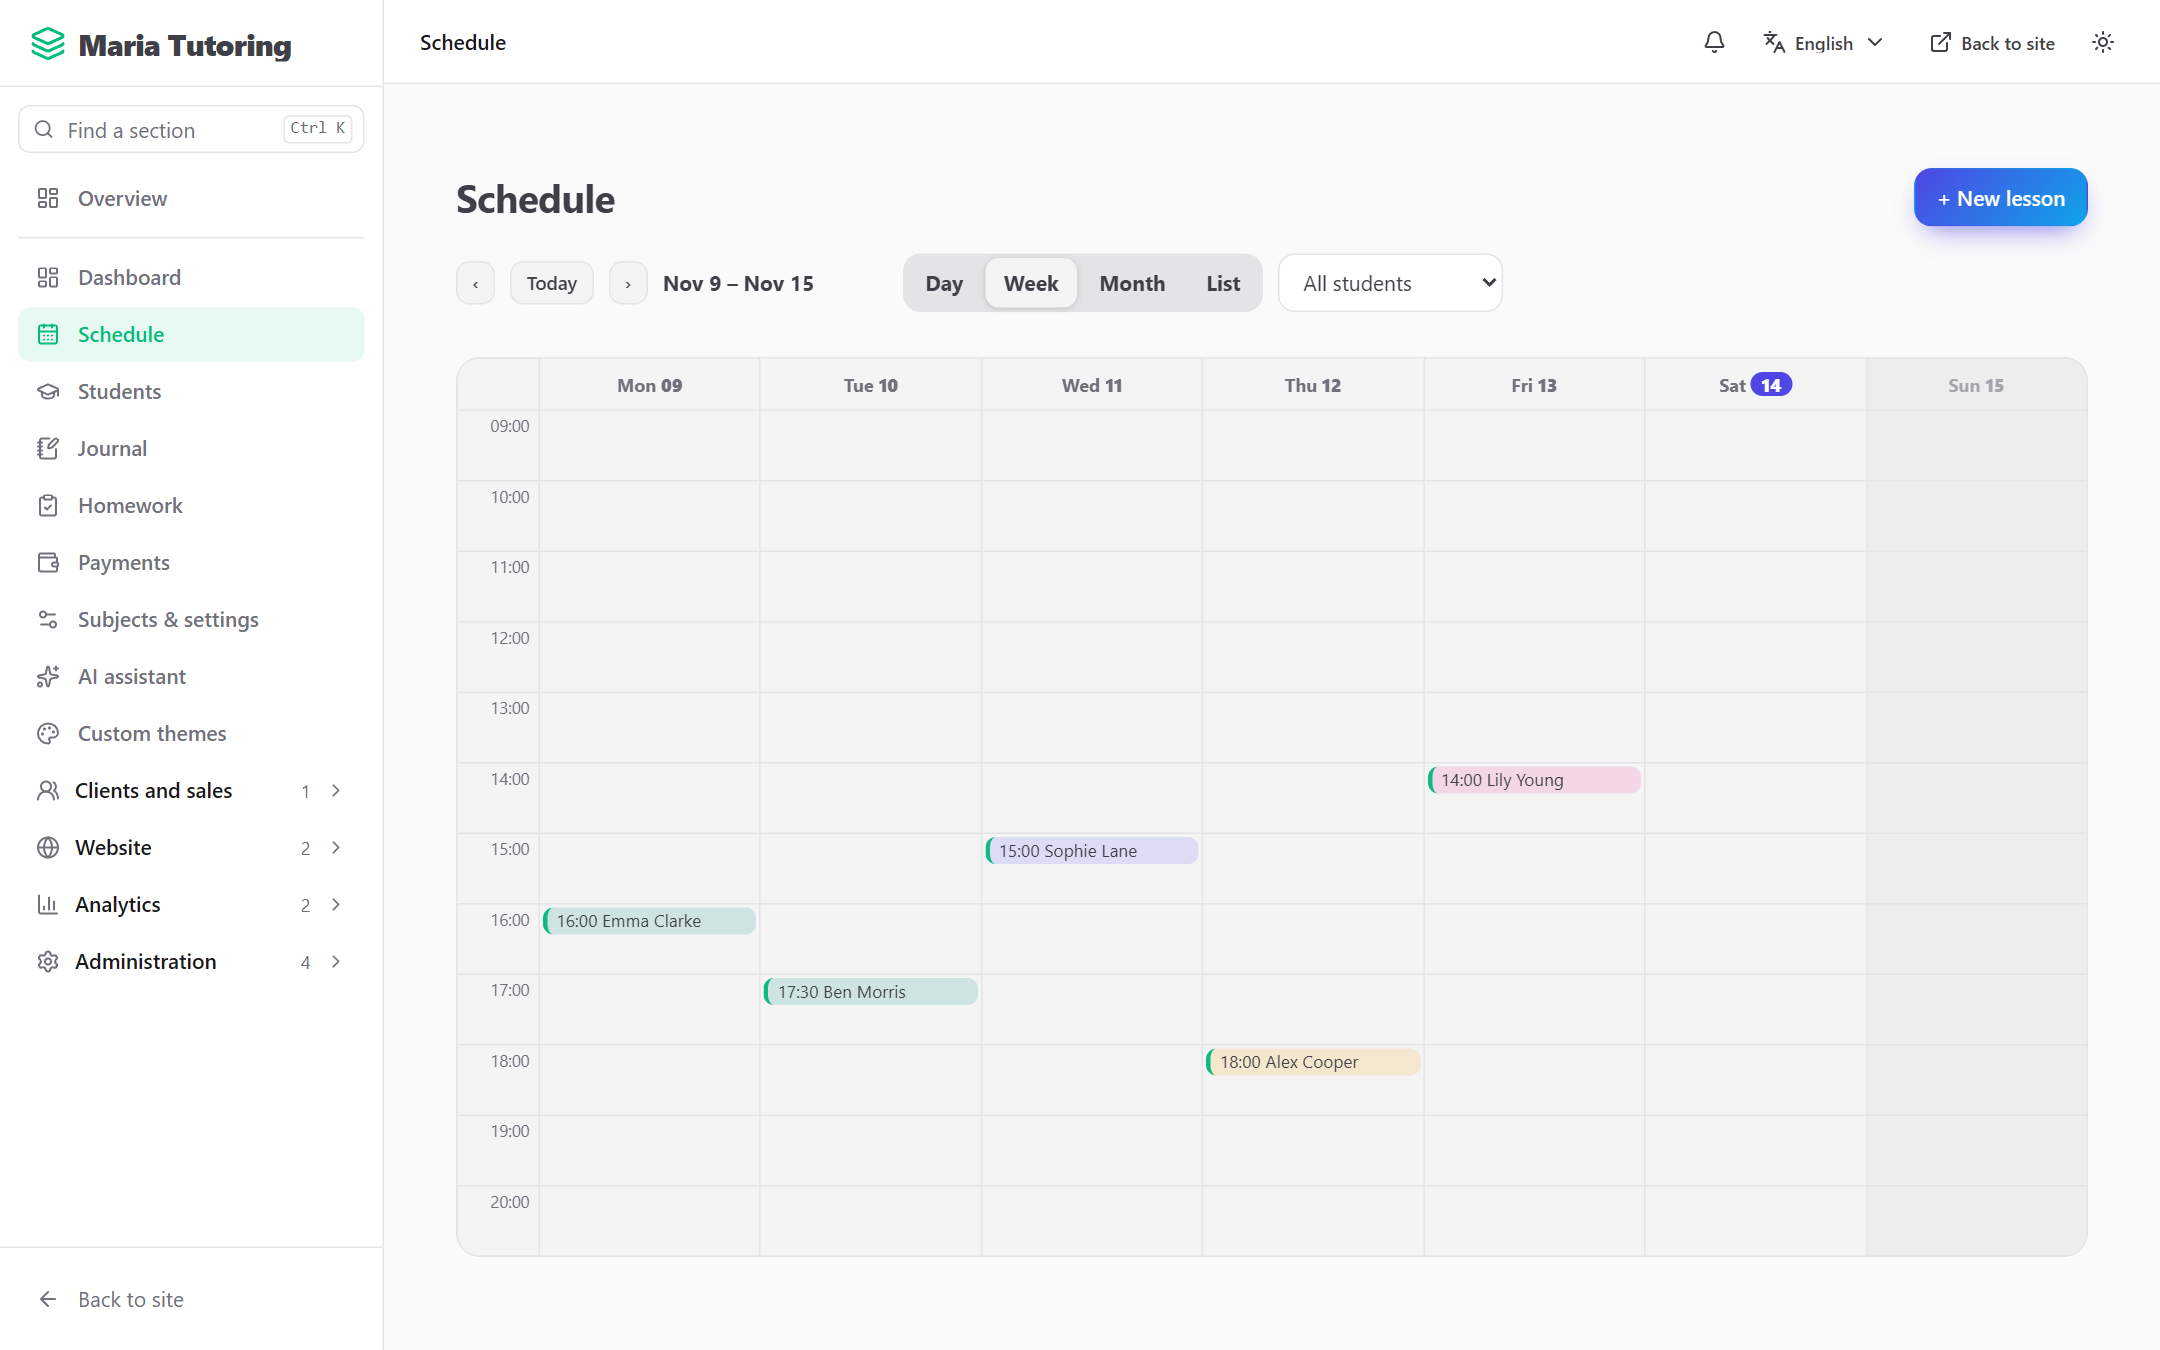 Maria Tutoring
Find a section
Ctrl K
Overview
Dashboard
Schedule
Students
Journal
Homework
Payments
Subjects & settings
AI assistant
Custom themes
Clients and sales 1
Website 2
Analytics 2
Administration 4
Back to site
Schedule
English
Back to site
Schedule
+ New lesson
‹ Today › Nov 9 – Nov 15
Day Week Month List
All students
Mon 09 Tue 10 Wed 11 Thu 12 Fri 13 Sat 14 Sun 15
09:00
10:00
11:00
12:00
13:00
14:00 14:00 Lily Young
15:00 15:00 Sophie Lane
16:00 16:00 Emma Clarke
17:00 17:30 Ben Morris
18:00 18:00 Alex Cooper
19:00
20:00